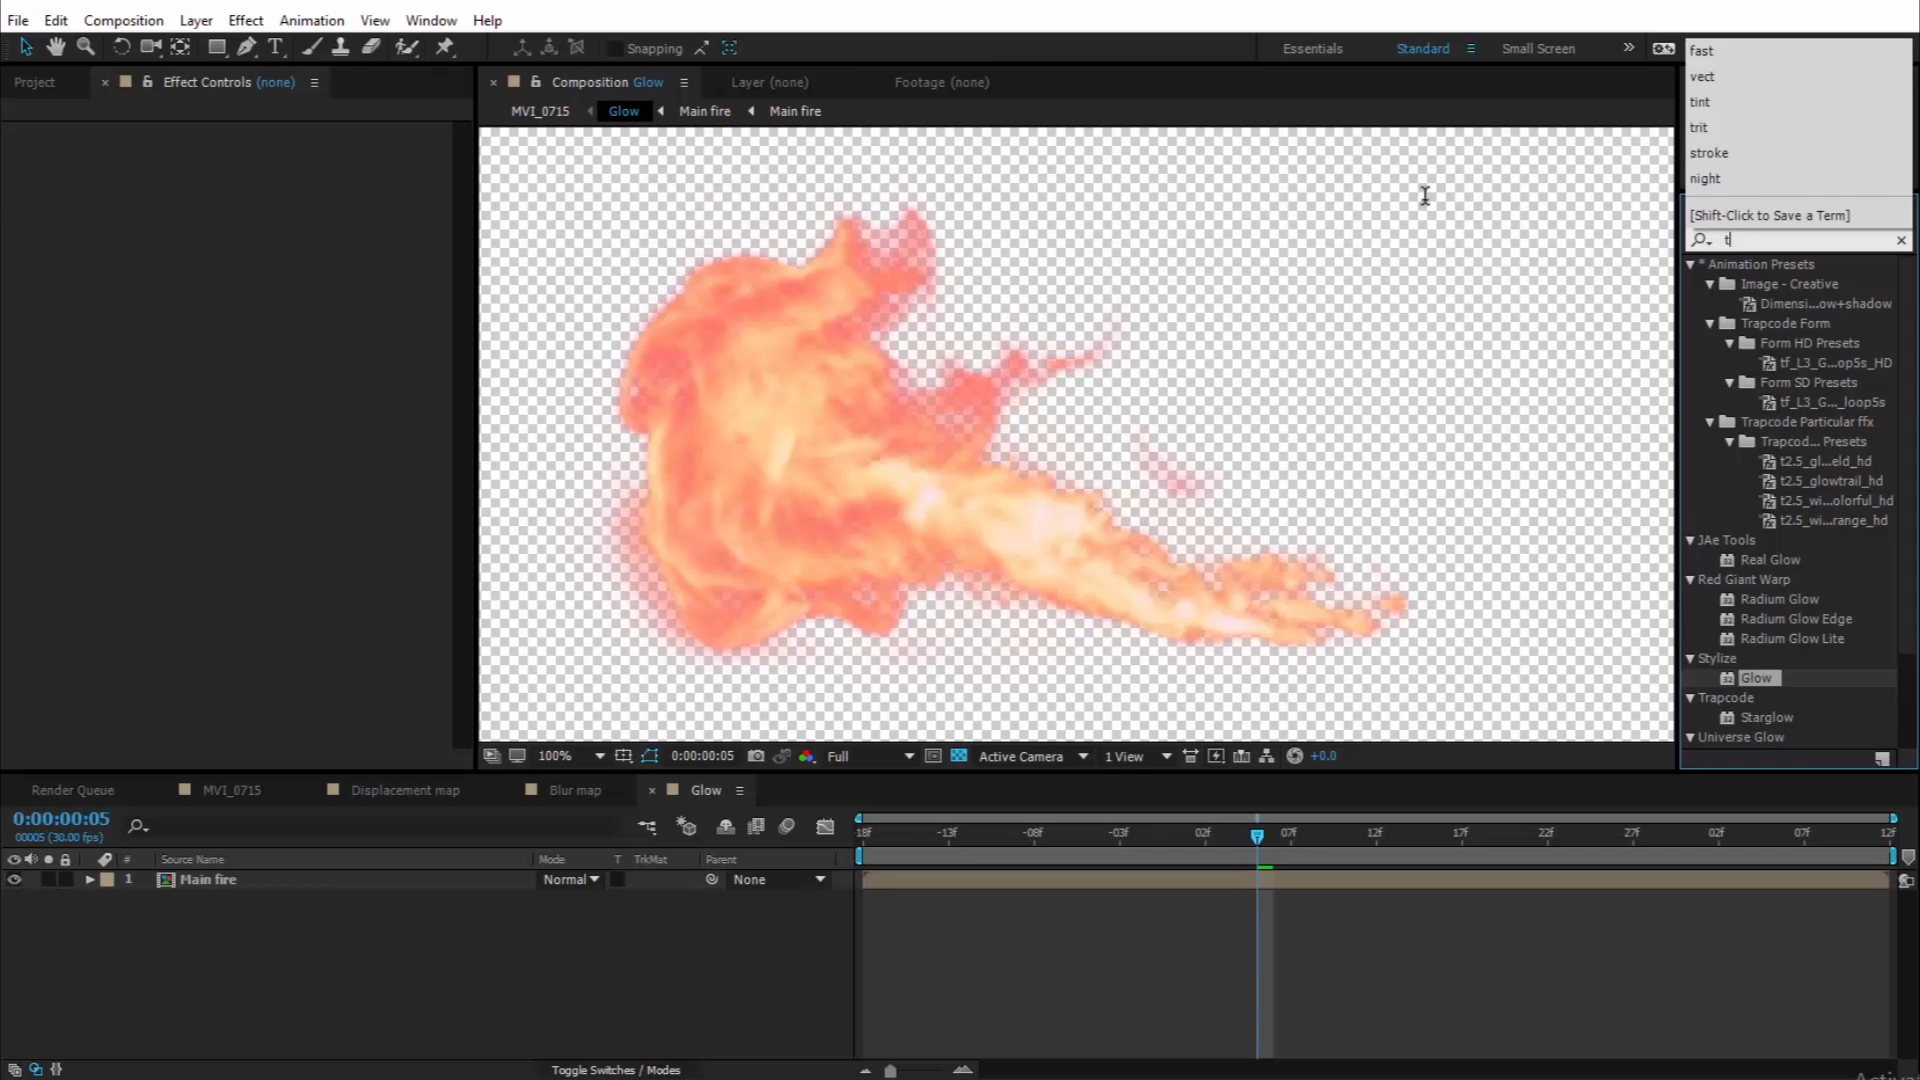 File Edit Composition Layer Effect Animation View Window Help
Snapping Essentials Standard Small Screen
Project Effect Controls (none) Composition Glow Layer (none) Footage (none)
MVI_0715 Glow Main fire Main fire
fast
vect
tint
trit
stroke
night
[Shift-Click to Save a Term]
t
* Animation Presets
Image - Creative
Dimensi...ow+shadow
Trapcode Form
Form HD Presets
tf_L3_G...op5s_HD
Form SD Presets
tf_L3_G..._loop5s
Trapcode Particular ffx
Trapcod... Presets
t2.5_gl...eld_hd
t2.5_glowtrail_hd
t2.5_wi...olorful_hd
t2.5_wi...range_hd
JAe Tools
Real Glow
Red Giant Warp
Radium Glow
Radium Glow Edge
Radium Glow Lite
Stylize
Glow
Trapcode
Starglow
Universe Glow
100% 0:00:00:05 Full Active Camera 1 View +0.0
Render Queue MVI_0715 Displacement map Blur map Glow
0:00:00:05
00005 (30.00 fps)
18f -13f -08f -03f 02f 07f 12f 17f 22f 27f 02f 07f 12f
# Source Name Mode T TrkMat Parent
1 Main fire Normal None
Toggle Switches / Modes